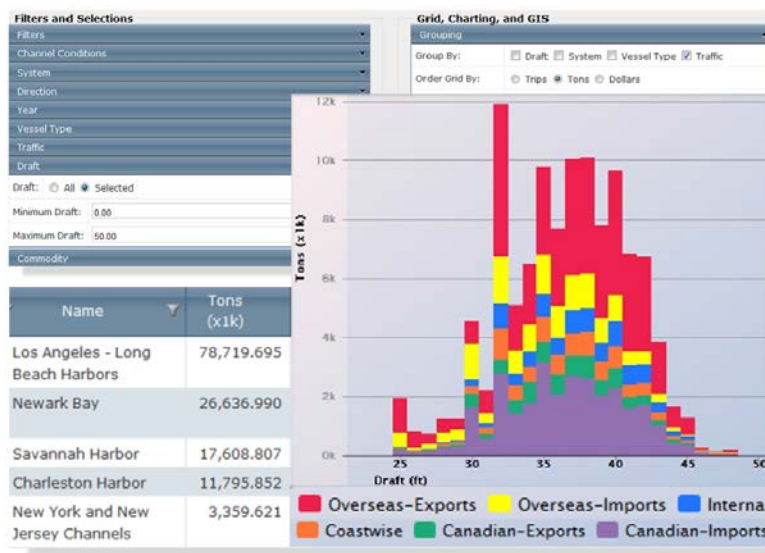 Filters and Selections
Filters
Channel Conditions
System
Direction
Year
Vessel Type
Traffic
Draft
Draft: All Selected
Minimum Draft: 0.00
Maximum Draft: 50.00
Commodity
Grid, Charting, and GIS
Grouping
Group By: Draft System Vessel Type Traffic
Order Grid By: Trips Tons Dollars
Name Tons
(x1k)
Los Angeles - Long
Beach Harbors
78,719.695
Newark Bay 26,636.990
Savannah Harbor 17,608.807
Charleston Harbor 11,795.852
New York and New
Jersey Channels
3,359.621
Tons (x1k)
12k
10k
8k
6k
4k
2k
0k
25 30 35 40 45 50
Draft (ft)
Overseas-Exports Overseas-Imports Interna
Coastwise Canadian-Exports Canadian-Imports